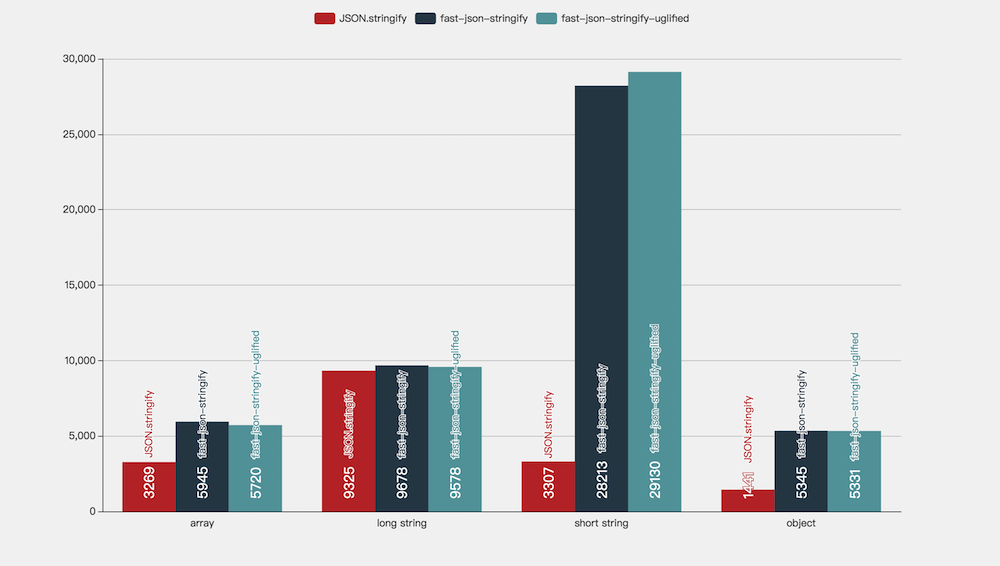 JSON.stringify fast-json-stringify fast-json-stringify-uglified
30,000
25,000
20,000
15,000
10,000
5,000
0
3269 JSON.stringify
5945 fast-json-stringify
5720 fast-json-stringify-uglified
9325 JSON.stringify
9678 fast-json-stringify
9578 fast-json-stringify-uglified
3307 JSON.stringify
28213 fast-json-stringify
29130 fast-json-stringify-uglified
1441 JSON.stringify
5345 fast-json-stringify
5331 fast-json-stringify-uglified
array long string short string object